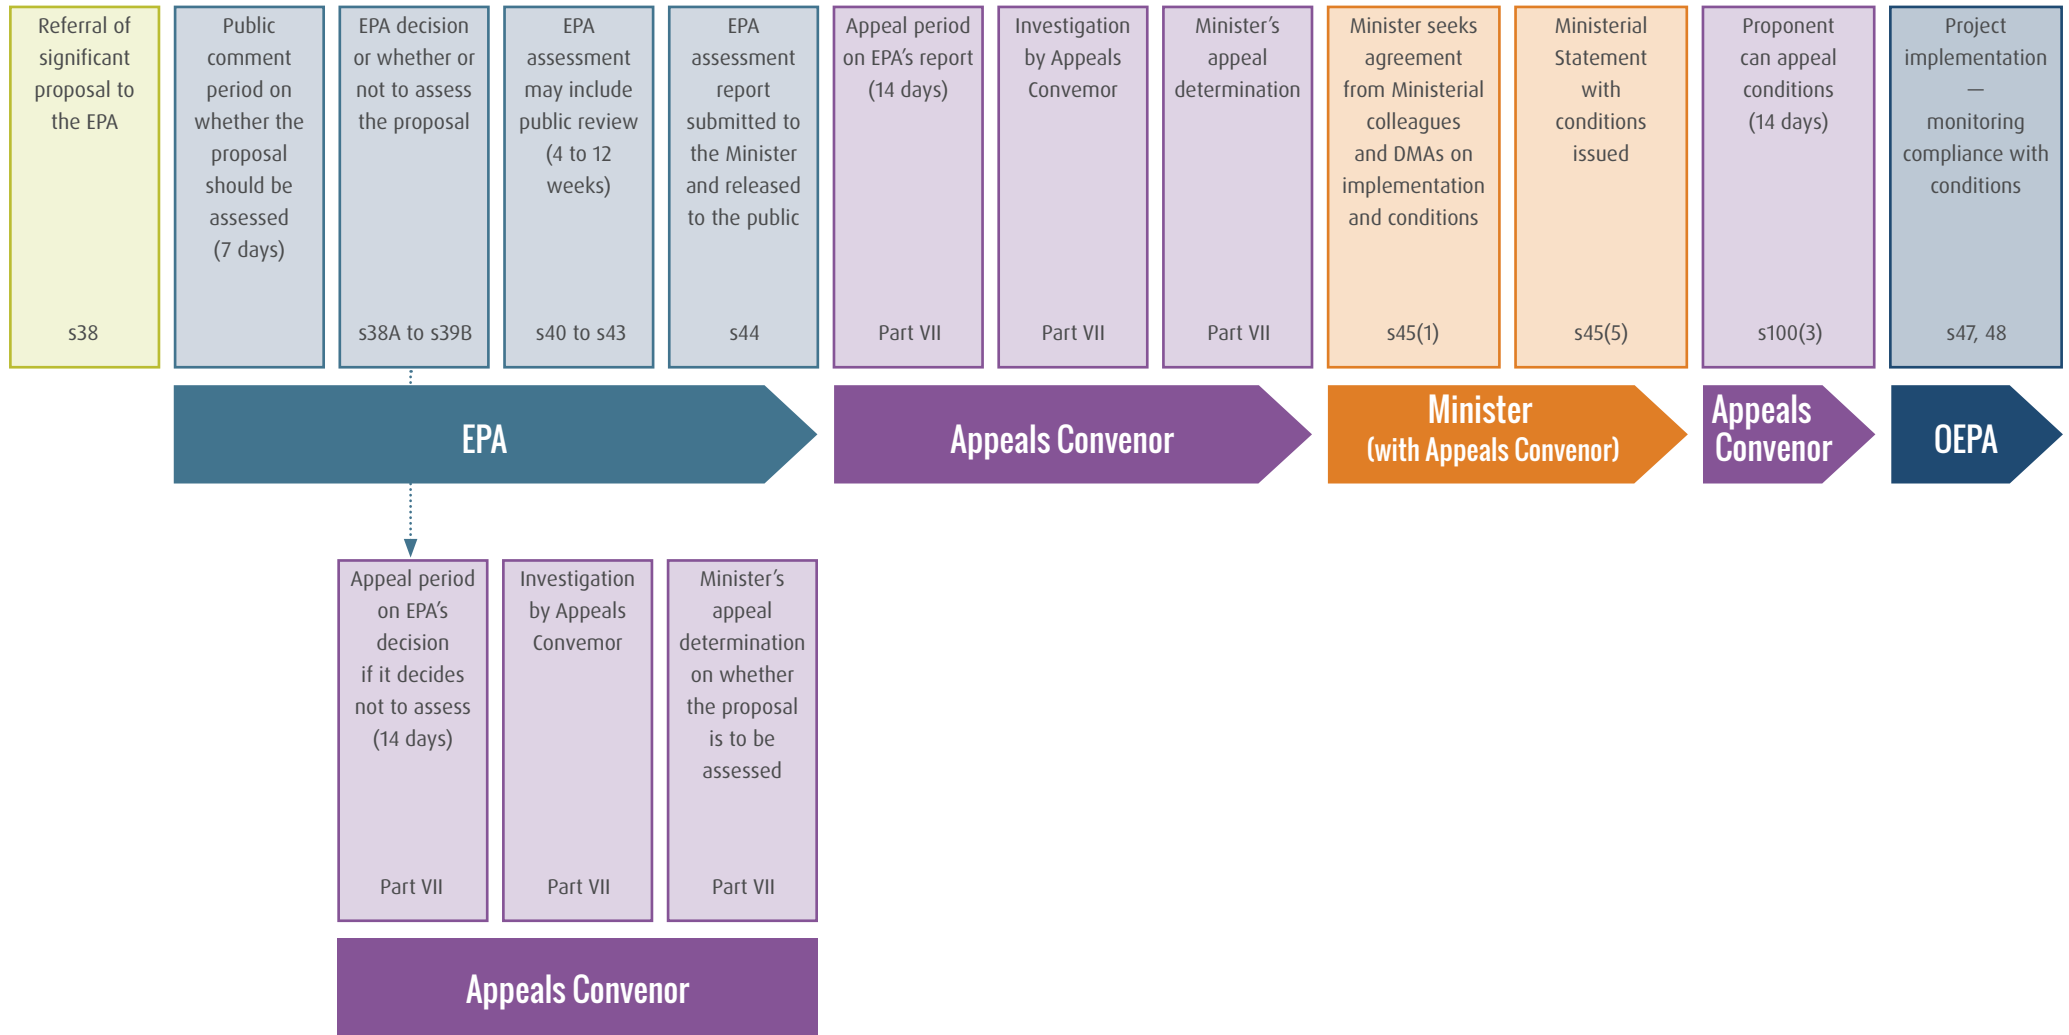 Referral of
significant
proposal to
the EPA
s38
Public
comment
period on
whether the
proposal
should be
assessed
(7 days)
EPA decision
or whether or
not to assess
the proposal
s38A to s39B
EPA
assessment
may include
public review
(4 to 12
weeks)
s40 to s43
EPA
assessment
report
submitted to
the Minister
and released
to the public
s44
Appeal period
on EPA’s report
(14 days)
Part VII
Investigation
by Appeals
Convemor
Part VII
Minister’s
appeal
determination
Part VII
Minister seeks
agreement
from Ministerial
colleagues
and DMAs on
implementation
and conditions
s45(1)
Ministerial
Statement
with
conditions
issued
s45(5)
Proponent
can appeal
conditions
(14 days)
s100(3)
Project
implementation
—
monitoring
compliance with
conditions
s47, 48
EPA
Appeals Convenor
Minister
(with Appeals Convenor)
Appeals
Convenor
OEPA
Appeal period
on EPA’s
decision
if it decides
not to assess
(14 days)
Part VII
Investigation
by Appeals
Convemor
Part VII
Minister’s
appeal
determination
on whether
the proposal
is to be
assessed
Part VII
Appeals Convenor